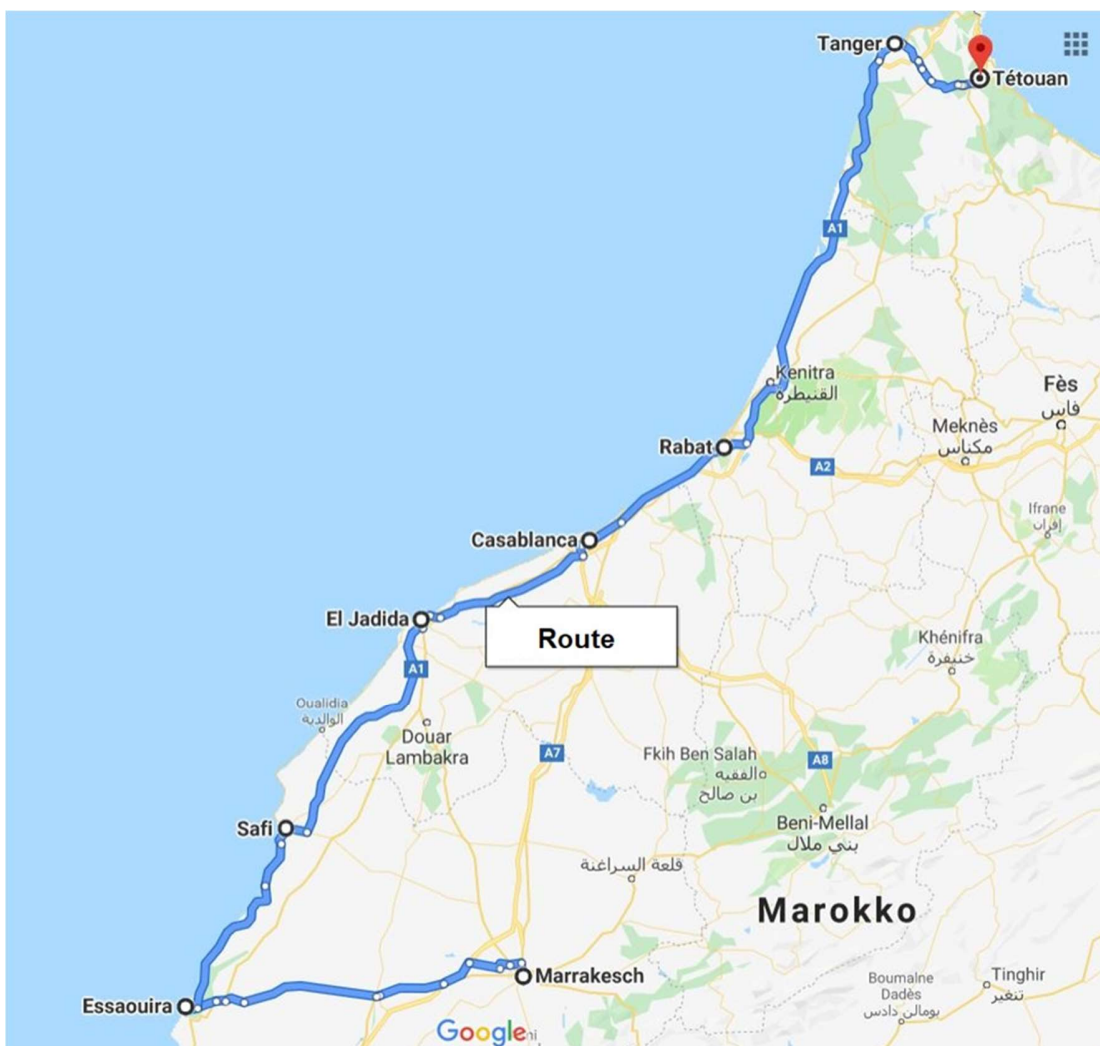 Tanger
Tétouan
A1
Kenitra
القنيطرة
Fès
فاس
Meknès
مكناس
Rabat
A2
Ifrane
إفران
Casablanca
El Jadida
Route
Khénifra
خنيفرة
A1
Oualidia
الوالدية
Douar
Lambakra
A7
Fkih Ben Salah
الفقيه
بن صالح
A8
Safi
Beni-Mellal
بني ملال
قلعة السراغنة
Marokko
Marrakesch
Boumalne
Dadès
بومالن دادس
Tinghir
تنغير
Essaouira
Google